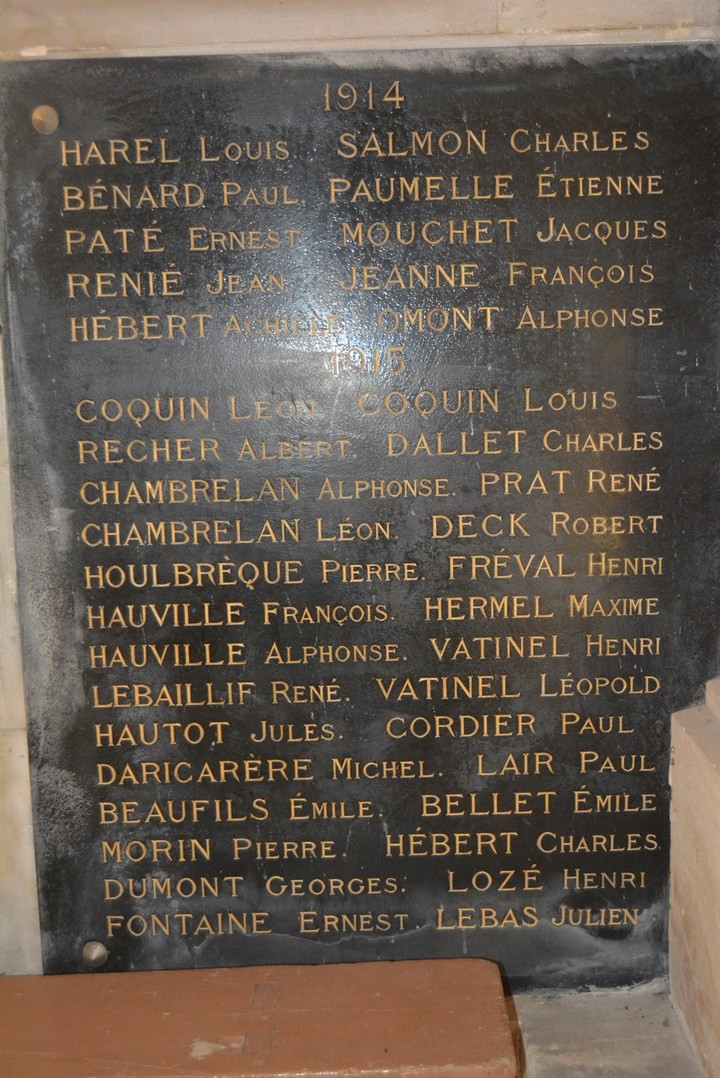 1914
HAREL LOUIS. SALMON CHARLES
BÉNARD PAUL. PAUMELLE ÉTIENNE
PATÉ ERNEST. MOUCHET JACQUES
RENIÉ JEAN. JEANNE FRANÇOIS
HÉBERT ACHILLE. OMONT ALPHONSE
1915
COQUIN LÉON. COQUIN LOUIS
RECHER ALBERT. DALLET CHARLES
CHAMBRELAN ALPHONSE. PRAT RENÉ
CHAMBRELAN LÉON. DECK ROBERT
HOULBRÈQUE PIERRE. FRÉVAL HENRI
HAUVILLE FRANÇOIS. HERMEL MAXIME
HAUVILLE ALPHONSE. VATINEL HENRI
LEBAILLIF RENÉ. VATINEL LÉOPOLD
HAUTOT JULES. CORDIER PAUL
DARICARÈRE MICHEL. LAIR PAUL
BEAUFILS ÉMILE. BELLET ÉMILE
MORIN PIERRE. HÉBERT CHARLES.
DUMONT GEORGES. LOZÉ HENRI
FONTAINE ERNEST. LEBAS JULIEN